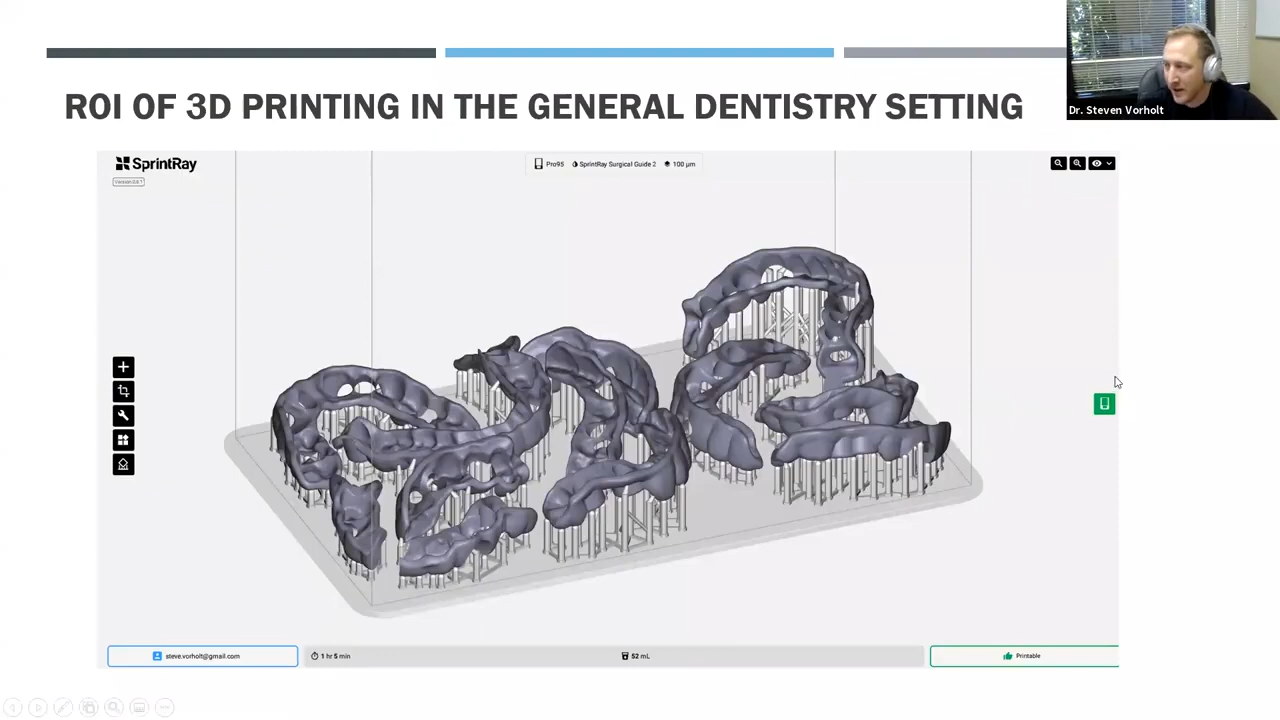 Dr. Steven Vorholt
ROI OF 3D PRINTING IN THE GENERAL DENTISTRY SETTING
SprintRay
Pro95 SprintRay Surgical Guide 2 100 µm
steve.vorholt@gmail.com
1 hr 5 min
52 mL
Printable